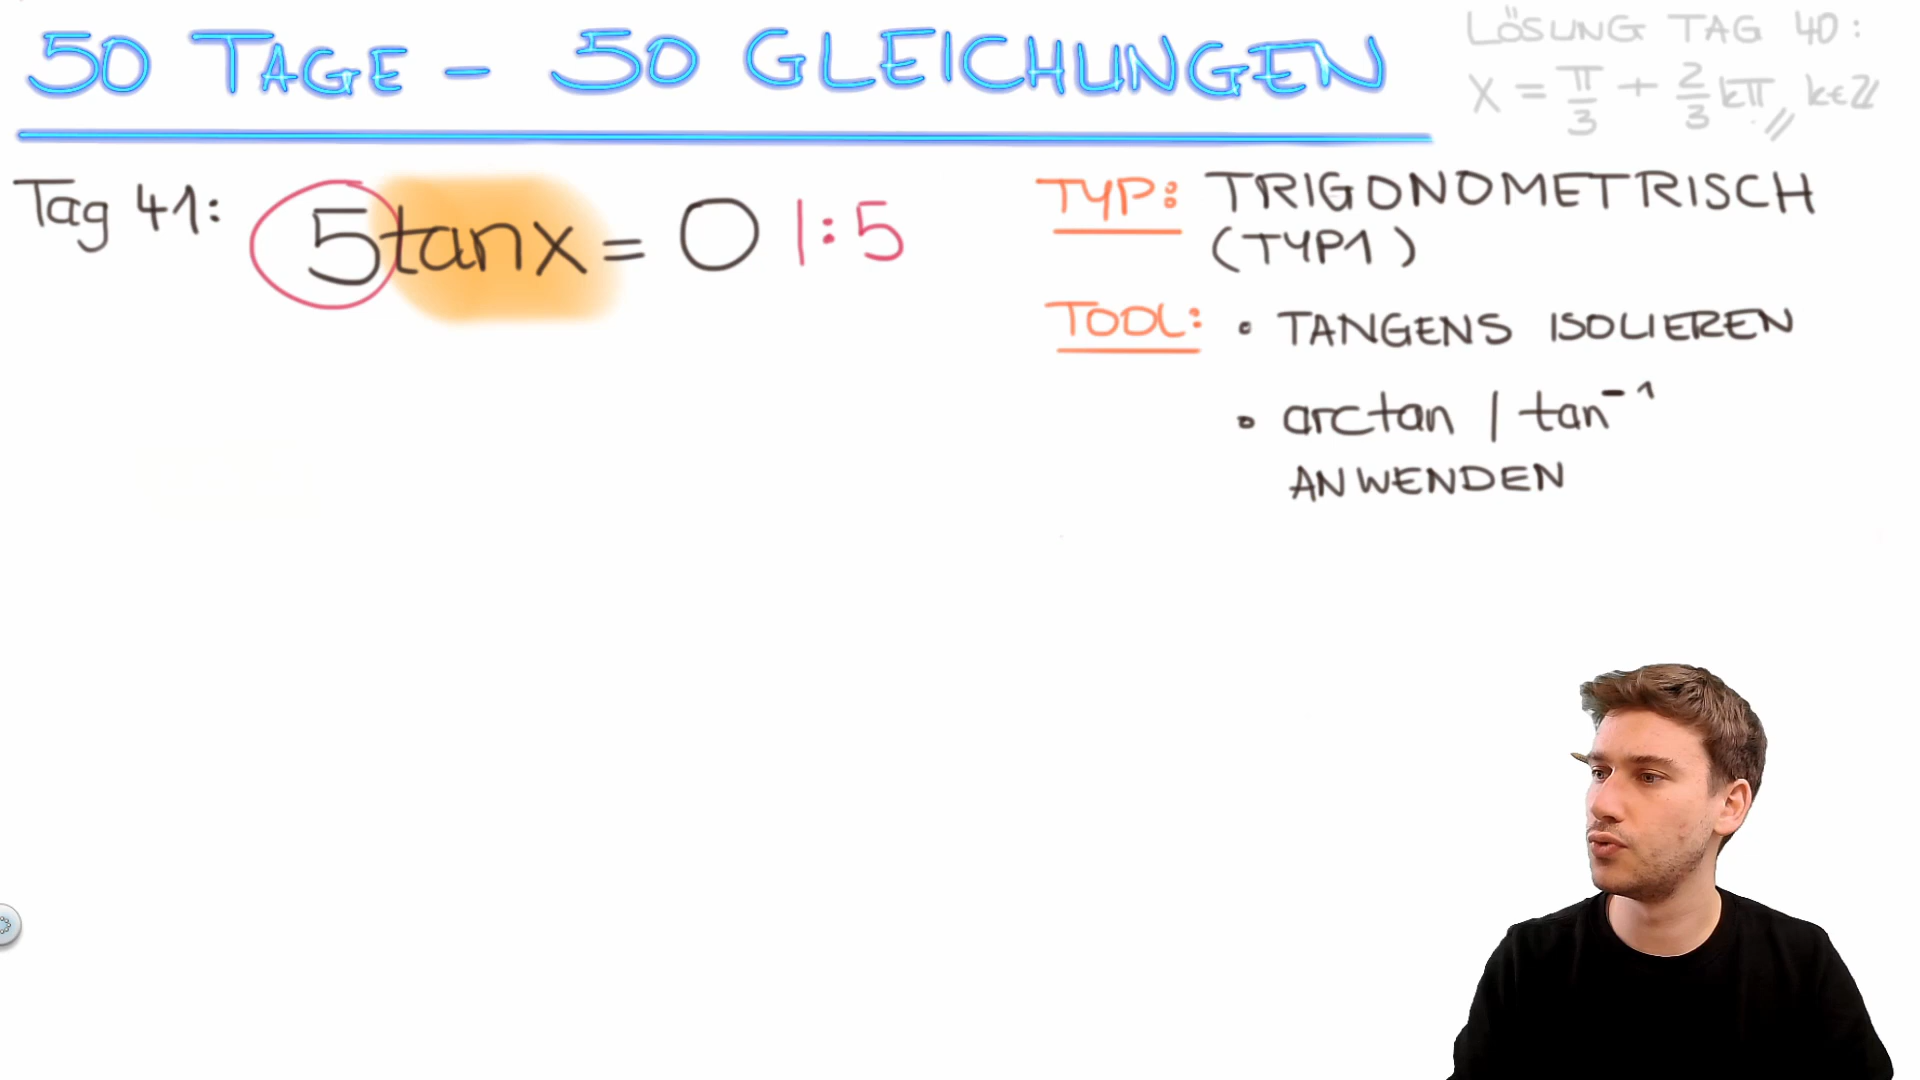 50 TAGE - 50 GLEICHUNGEN
LÖSUNG TAG 40:
X = π/3 + 2/3 kπ, k∈ℤ
Tag 41: 5tanx = 0 |:5
TYP: TRIGONOMETRISCH
(TYP1)
TOOL: • TANGENS ISOLIEREN
• arctan | tan⁻¹
ANWENDEN